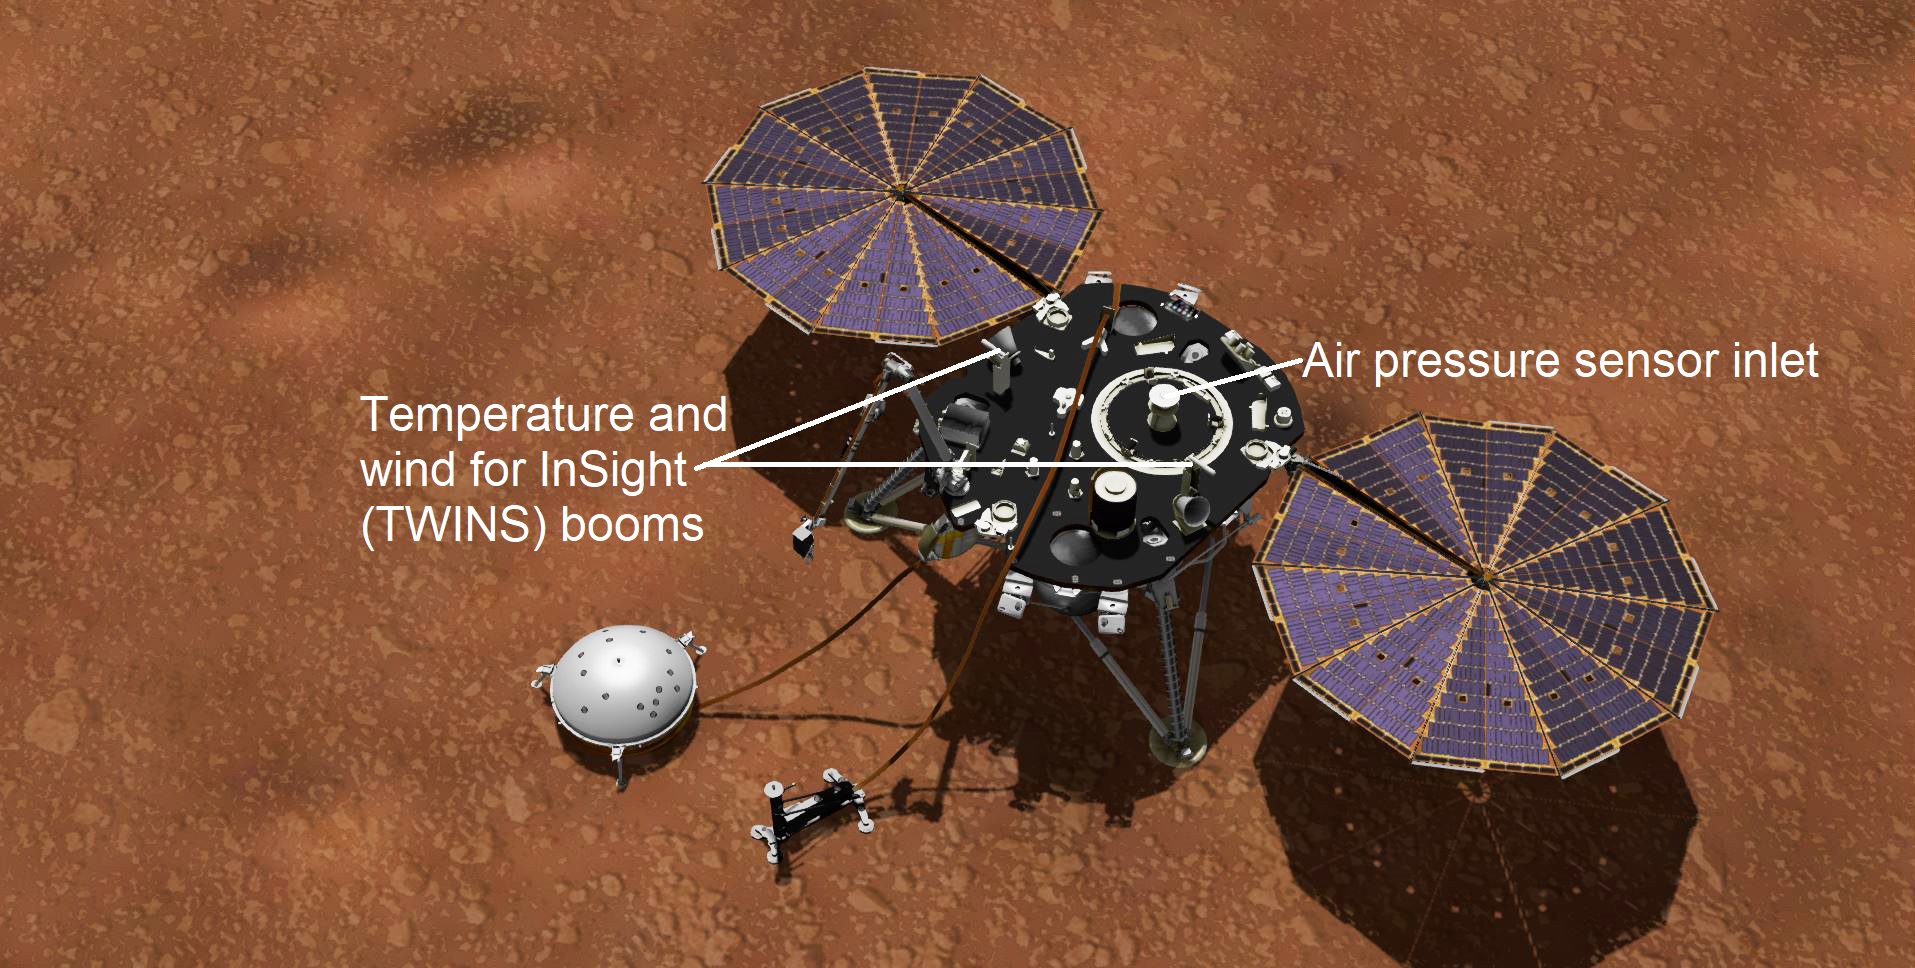 Air pressure sensor inlet
Temperature and
wind for InSight
(TWINS) booms